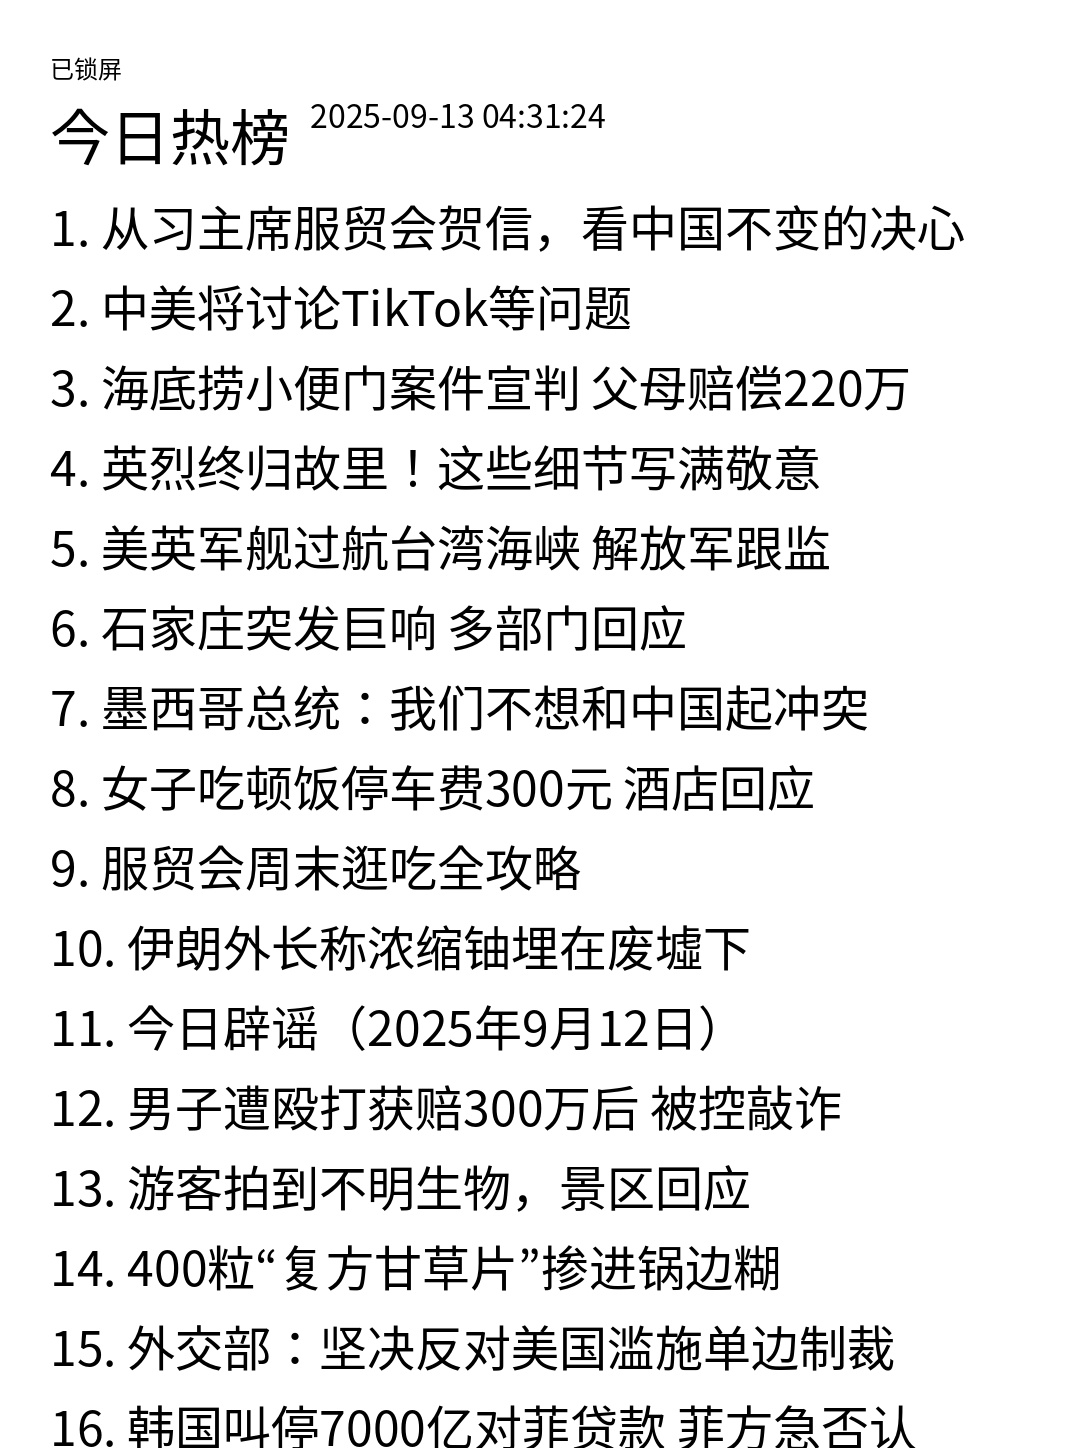 已锁屏
今日热榜 2025-09-13 04:31:24
1. 从习主席服贸会贺信，看中国不变的决心
2. 中美将讨论TikTok等问题
3. 海底捞小便门案件宣判 父母赔偿220万
4. 英烈终归故里！这些细节写满敬意
5. 美英军舰过航台湾海峡 解放军跟监
6. 石家庄突发巨响 多部门回应
7. 墨西哥总统：我们不想和中国起冲突
8. 女子吃顿饭停车费300元 酒店回应
9. 服贸会周末逛吃全攻略
10. 伊朗外长称浓缩铀埋在废墟下
11. 今日辟谣（2025年9月12日）
12. 男子遭殴打获赔300万后 被控敲诈
13. 游客拍到不明生物，景区回应
14. 400粒“复方甘草片”掺进锅边糊
15. 外交部：坚决反对美国滥施单边制裁
16. 韩国叫停7000亿对菲贷款 菲方急否认